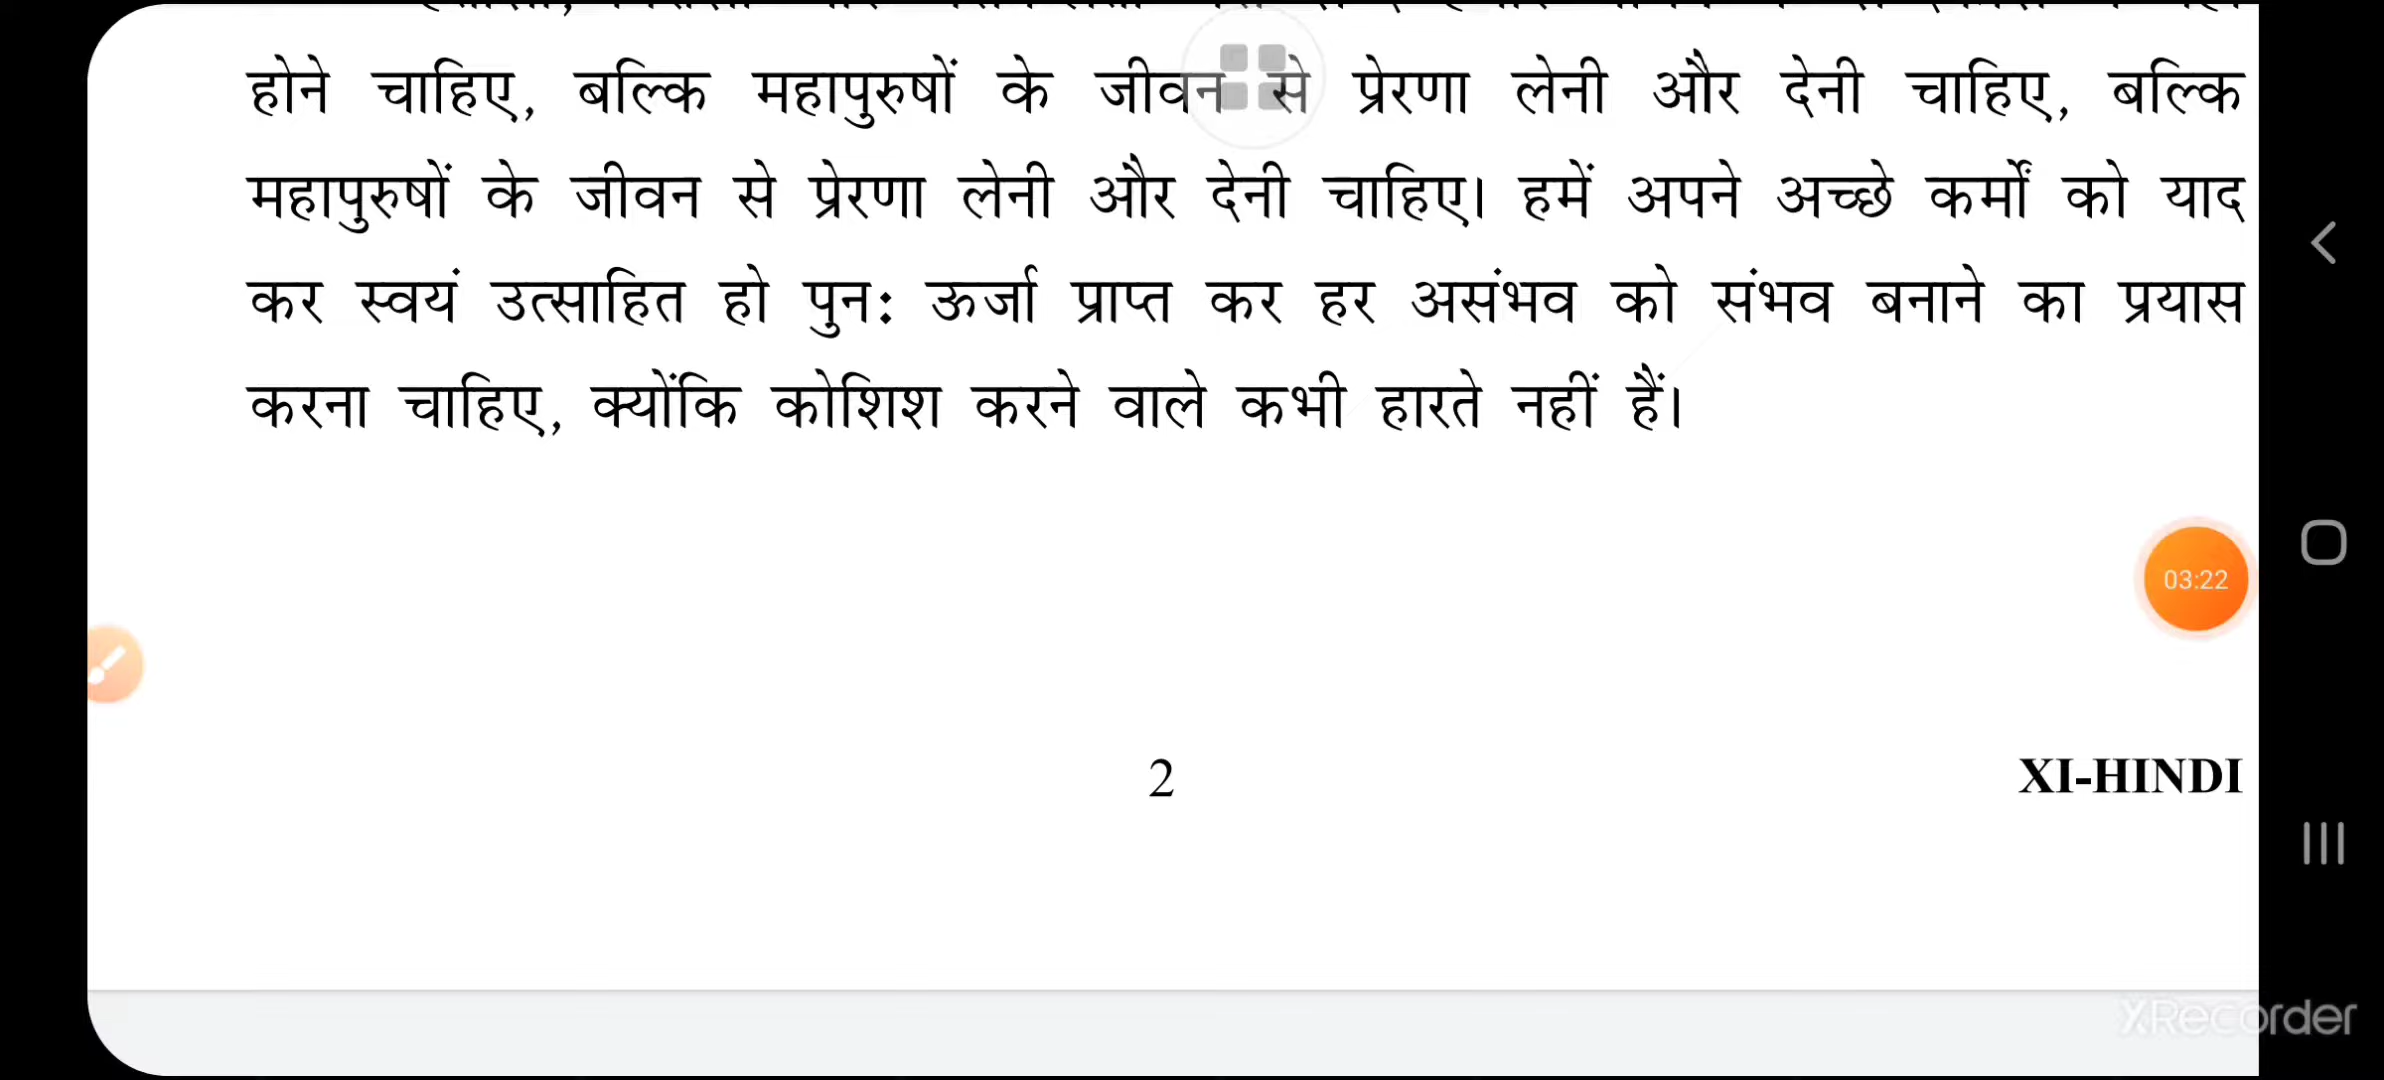 होने चाहिए, बल्कि महापुरुषों के जीवन से प्रेरणा लेनी और देनी चाहिए, बल्कि
महापुरुषों के जीवन से प्रेरणा लेनी और देनी चाहिए। हमें अपने अच्छे कर्मों को याद
कर स्वयं उत्साहित हो पुनः ऊर्जा प्राप्त कर हर असंभव को संभव बनाने का प्रयास
करना चाहिए, क्योंकि कोशिश करने वाले कभी हारते नहीं हैं।
03:22
2 XI-HINDI
XRecorder